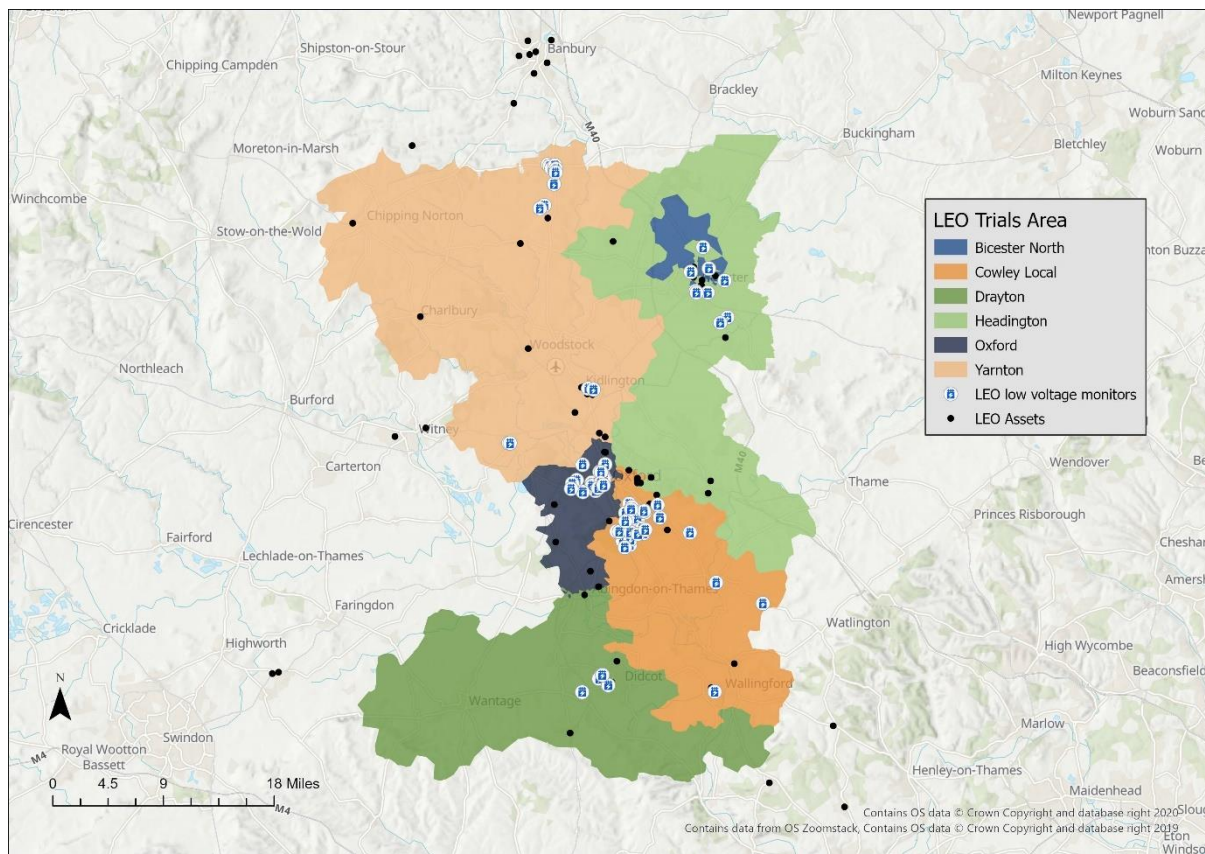 Newport Pagnell
Shipston-on-Stour
Banbury
Chipping Campden
Milton Keynes
Brackley
Woburn Sand
M40
Buckingham
Bletchley
Woburn
Moreton-in-Marsh
Winchcombe
Chipping Norton
Stow-on-the-Wold
LEO Trials Area
Bicester North
Cowley Local
Drayton
Headington
Oxford
Yarnton
LEO low voltage monitors
LEO Assets
Charlbury
Woodstock
Northleach
Kidlington
Burford
Witney
M40
Wendover
Carterton
Thame
Princes Risborough
Cirencester
Fairford
Lechlade-on-Thames
Faringdon
Watlington
Cricklade
Highworth
High Wycombe
Beaconsfield
Didcot
Wallingford
Wantage
N
Marlow
Swindon
Royal Wootton
Bassett
M4
Henley-on-Thames
Maidenhead
0 4.5 9 18 Miles
M4
Contains OS data © Crown Copyright and database right 2020
Contains data from OS Zoomstack, Contains OS data © Crown Copyright and database right 2019
Eton